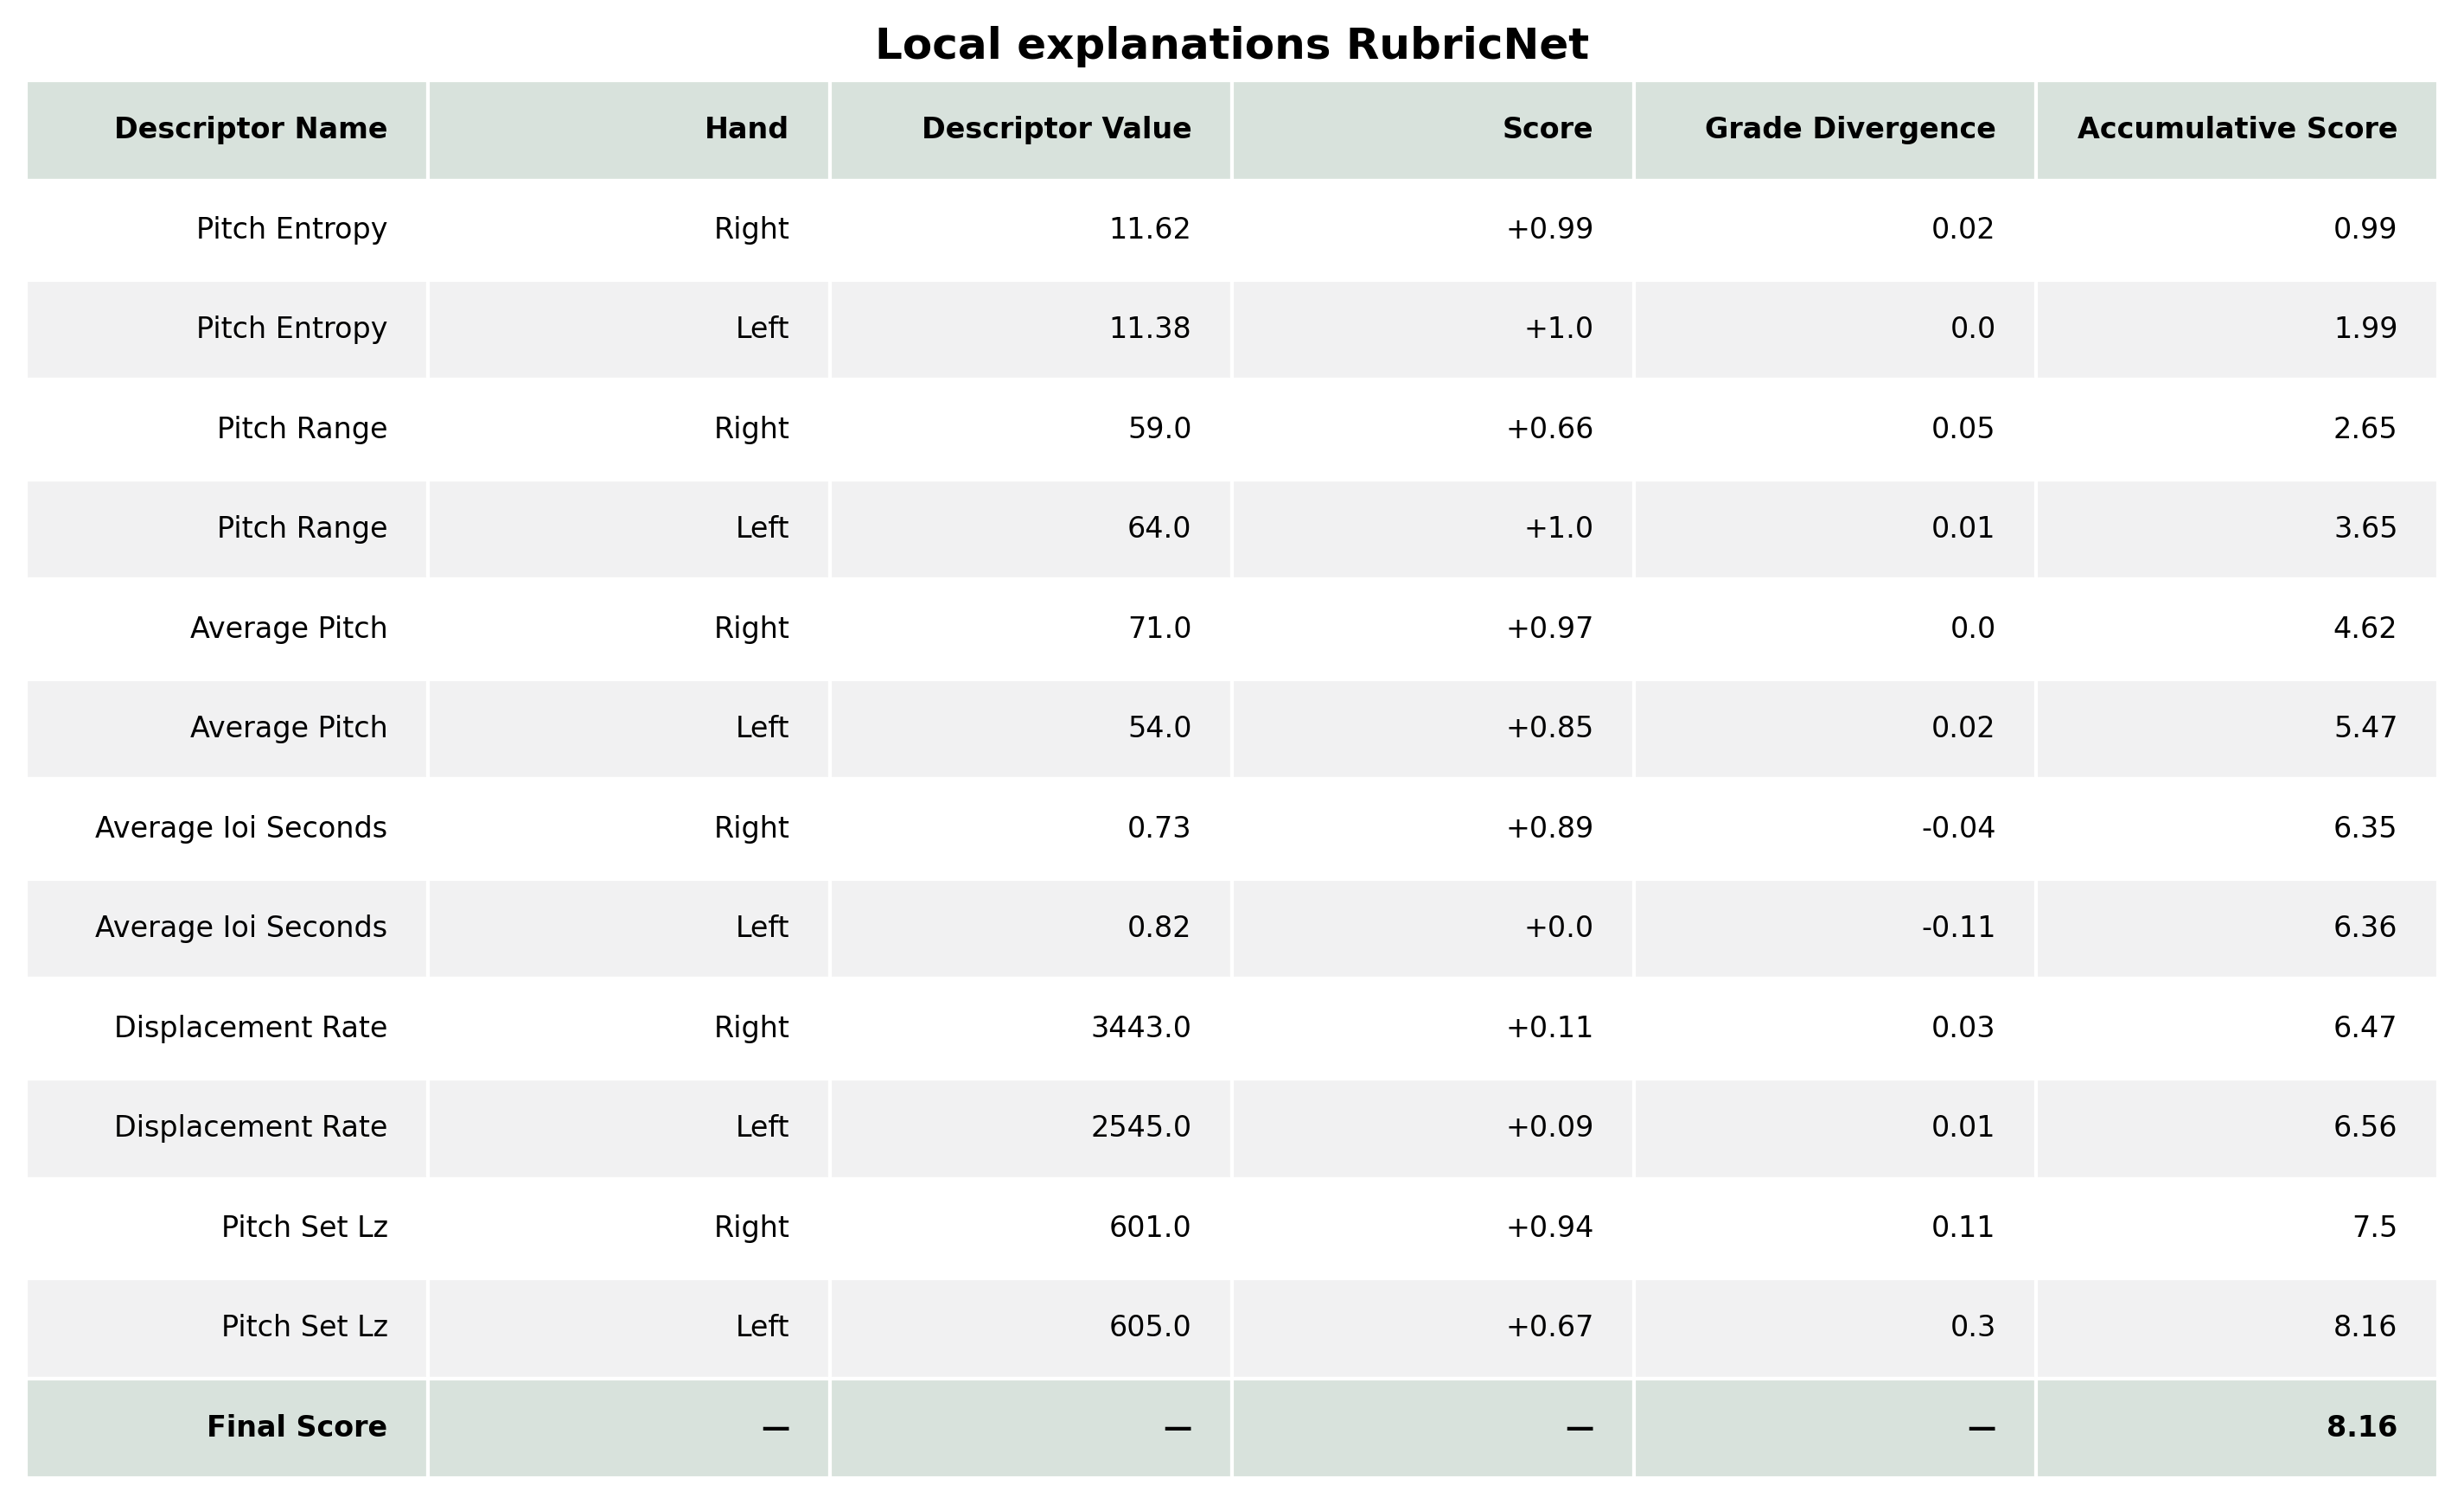 Local explanations RubricNet
Descriptor Name Hand Descriptor Value Score Grade Divergence Accumulative Score
Pitch Entropy Right 11.62 +0.99 0.02 0.99
Pitch Entropy Left 11.38 +1.0 0.0 1.99
Pitch Range Right 59.0 +0.66 0.05 2.65
Pitch Range Left 64.0 +1.0 0.01 3.65
Average Pitch Right 71.0 +0.97 0.0 4.62
Average Pitch Left 54.0 +0.85 0.02 5.47
Average Ioi Seconds Right 0.73 +0.89 -0.04 6.35
Average Ioi Seconds Left 0.82 +0.0 -0.11 6.36
Displacement Rate Right 3443.0 +0.11 0.03 6.47
Displacement Rate Left 2545.0 +0.09 0.01 6.56
Pitch Set Lz Right 601.0 +0.94 0.11 7.5
Pitch Set Lz Left 605.0 +0.67 0.3 8.16
Final Score — — — — 8.16